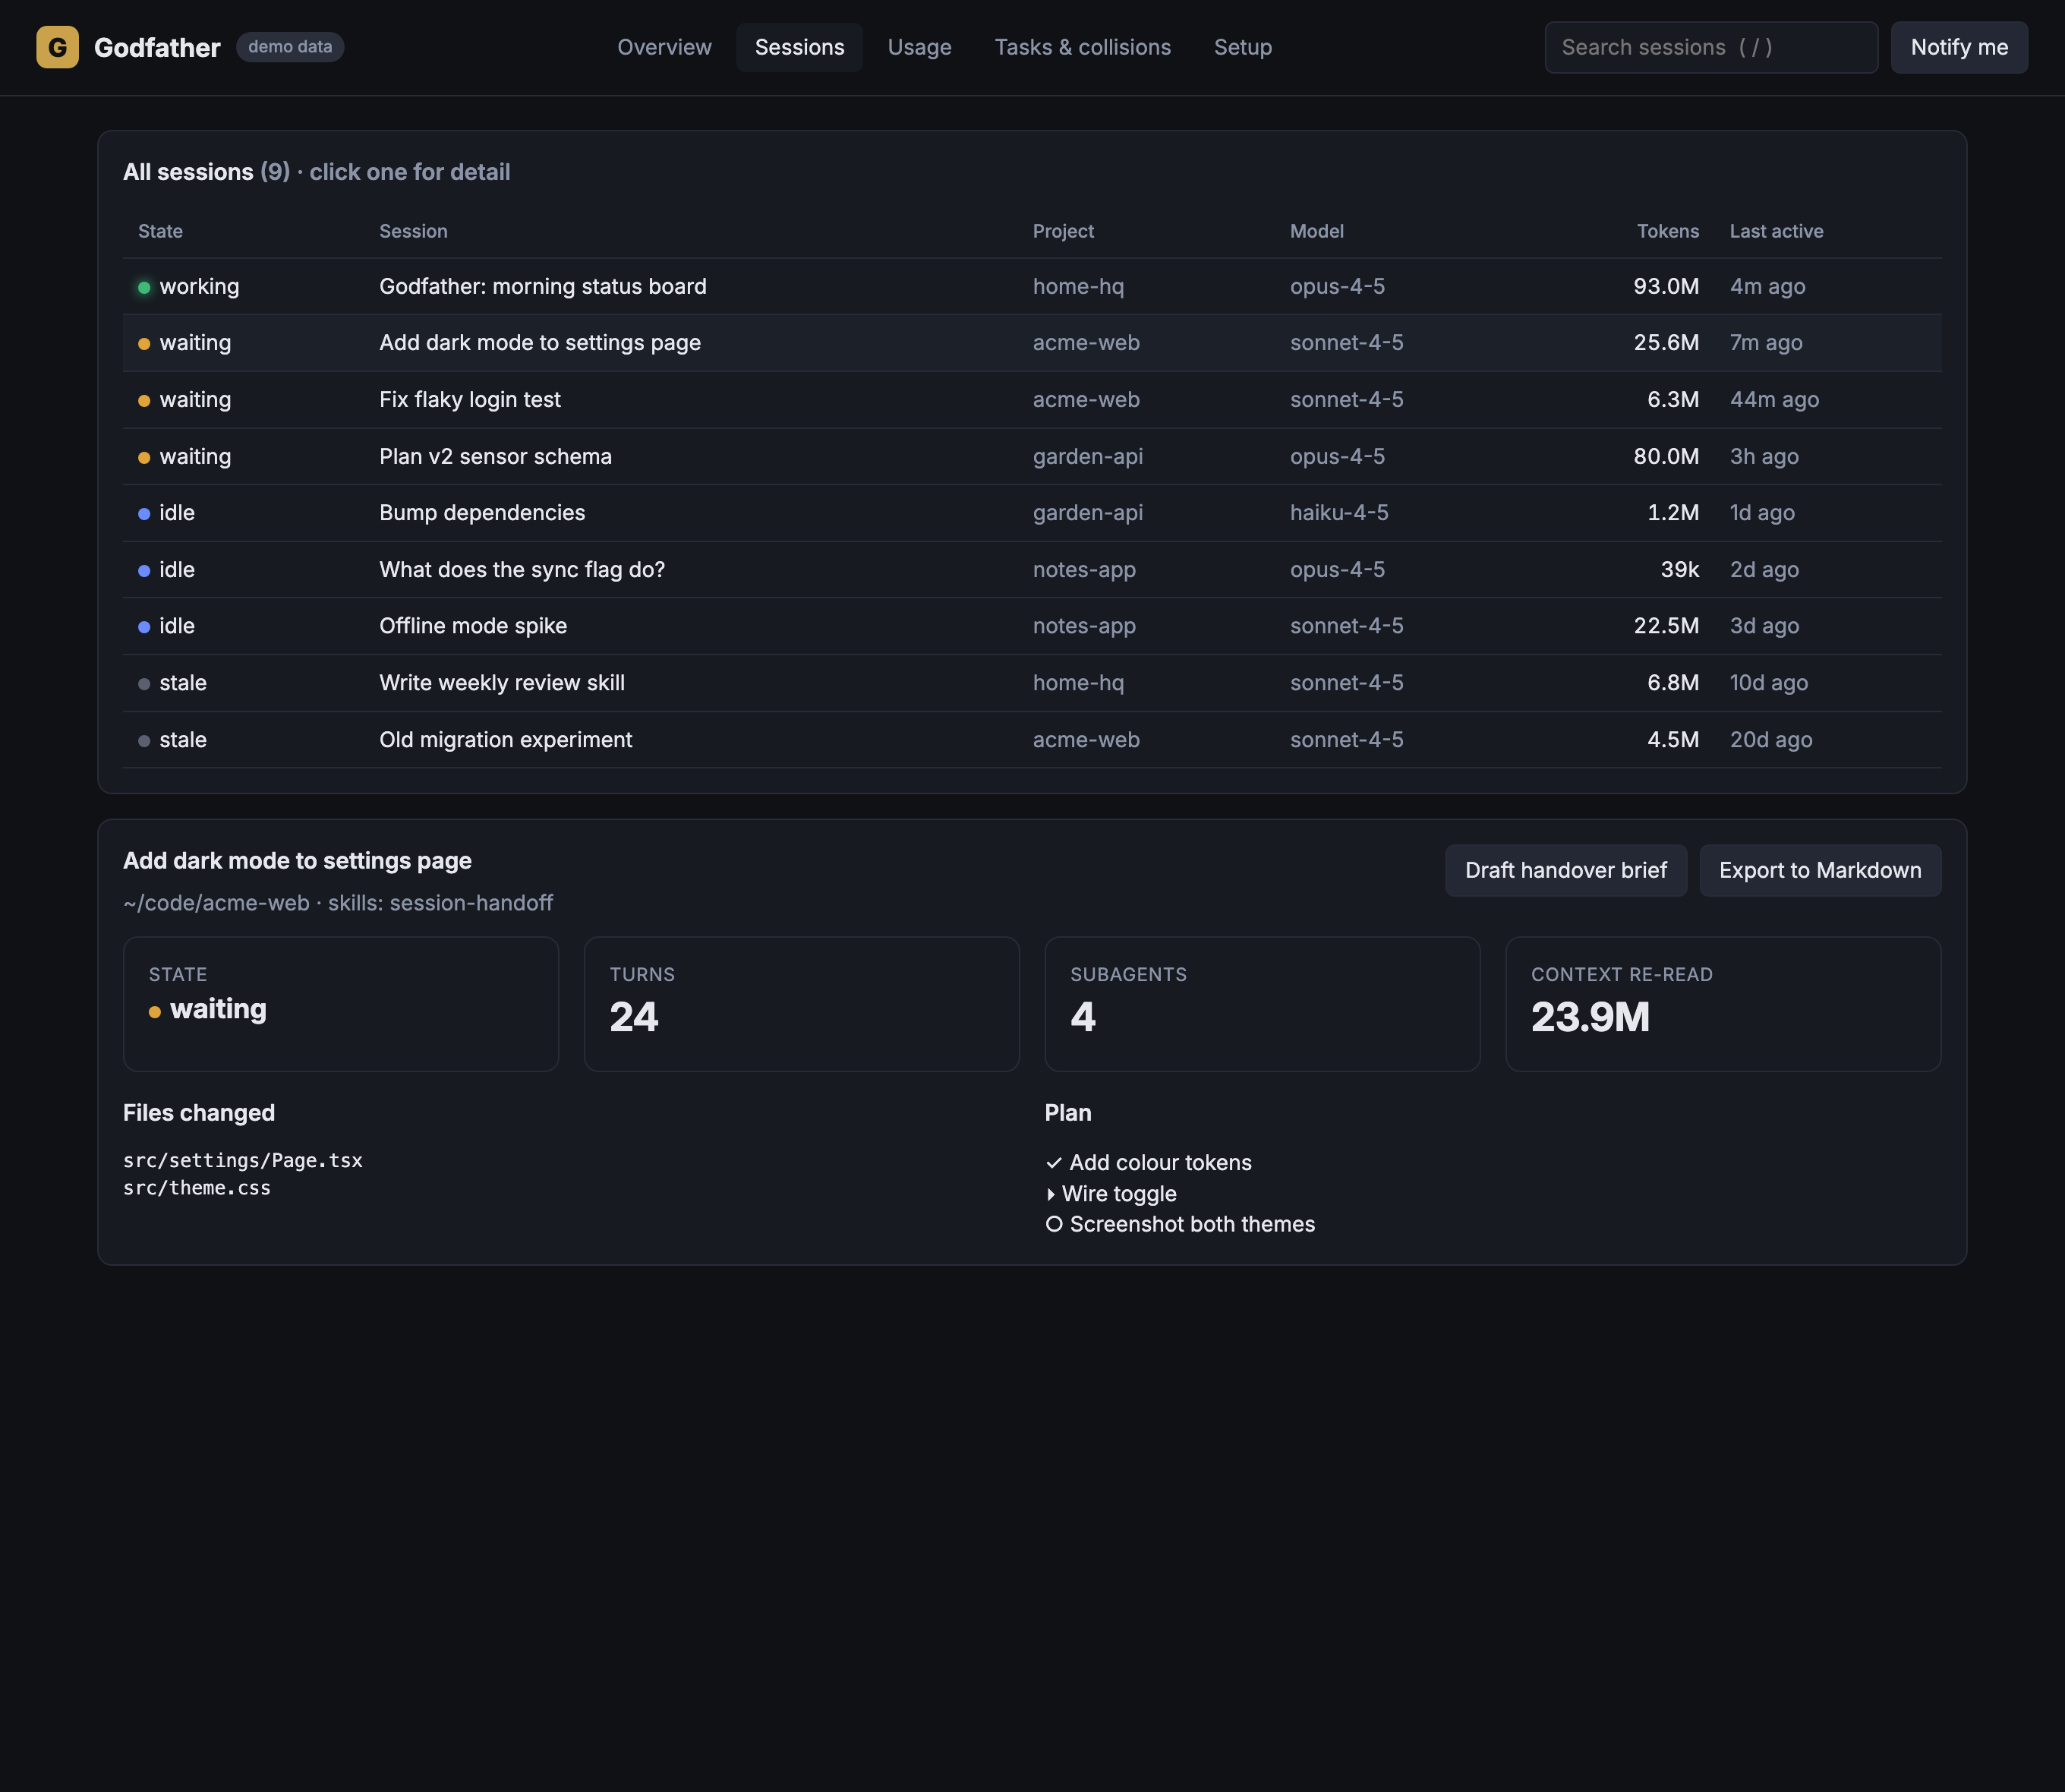 G Godfather demo data Overview Sessions Usage Tasks & collisions Setup Search sessions ( / ) Notify me
All sessions (9) · click one for detail
State Session Project Model Tokens Last active
working Godfather: morning status board home-hq opus-4-5 93.0M 4m ago
waiting Add dark mode to settings page acme-web sonnet-4-5 25.6M 7m ago
waiting Fix flaky login test acme-web sonnet-4-5 6.3M 44m ago
waiting Plan v2 sensor schema garden-api opus-4-5 80.0M 3h ago
idle Bump dependencies garden-api haiku-4-5 1.2M 1d ago
idle What does the sync flag do? notes-app opus-4-5 39k 2d ago
idle Offline mode spike notes-app sonnet-4-5 22.5M 3d ago
stale Write weekly review skill home-hq sonnet-4-5 6.8M 10d ago
stale Old migration experiment acme-web sonnet-4-5 4.5M 20d ago
Add dark mode to settings page Draft handover brief Export to Markdown
~/code/acme-web · skills: session-handoff
STATE TURNS SUBAGENTS CONTEXT RE-READ
waiting 24 4 23.9M
Files changed
src/settings/Page.tsx
src/theme.css
Plan
✓ Add colour tokens
▸ Wire toggle
○ Screenshot both themes